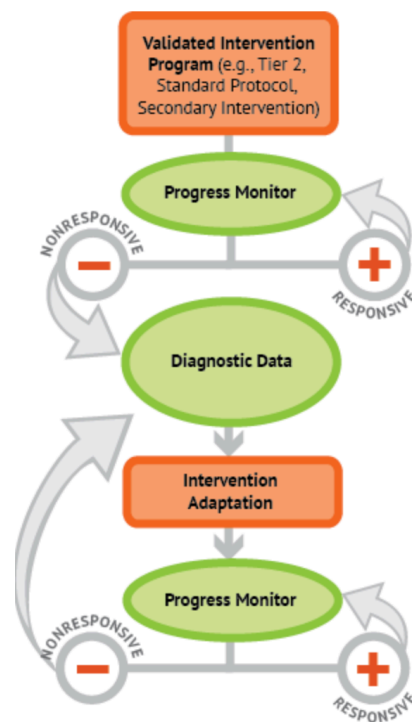 Validated Intervention
Program (e.g., Tier 2,
Standard Protocol,
Secondary Intervention)
Progress Monitor
NONRESPONSIVE
RESPONSIVE
Diagnostic Data
Intervention
Adaptation
Progress Monitor
NONRESPONSIVE
RESPONSIVE